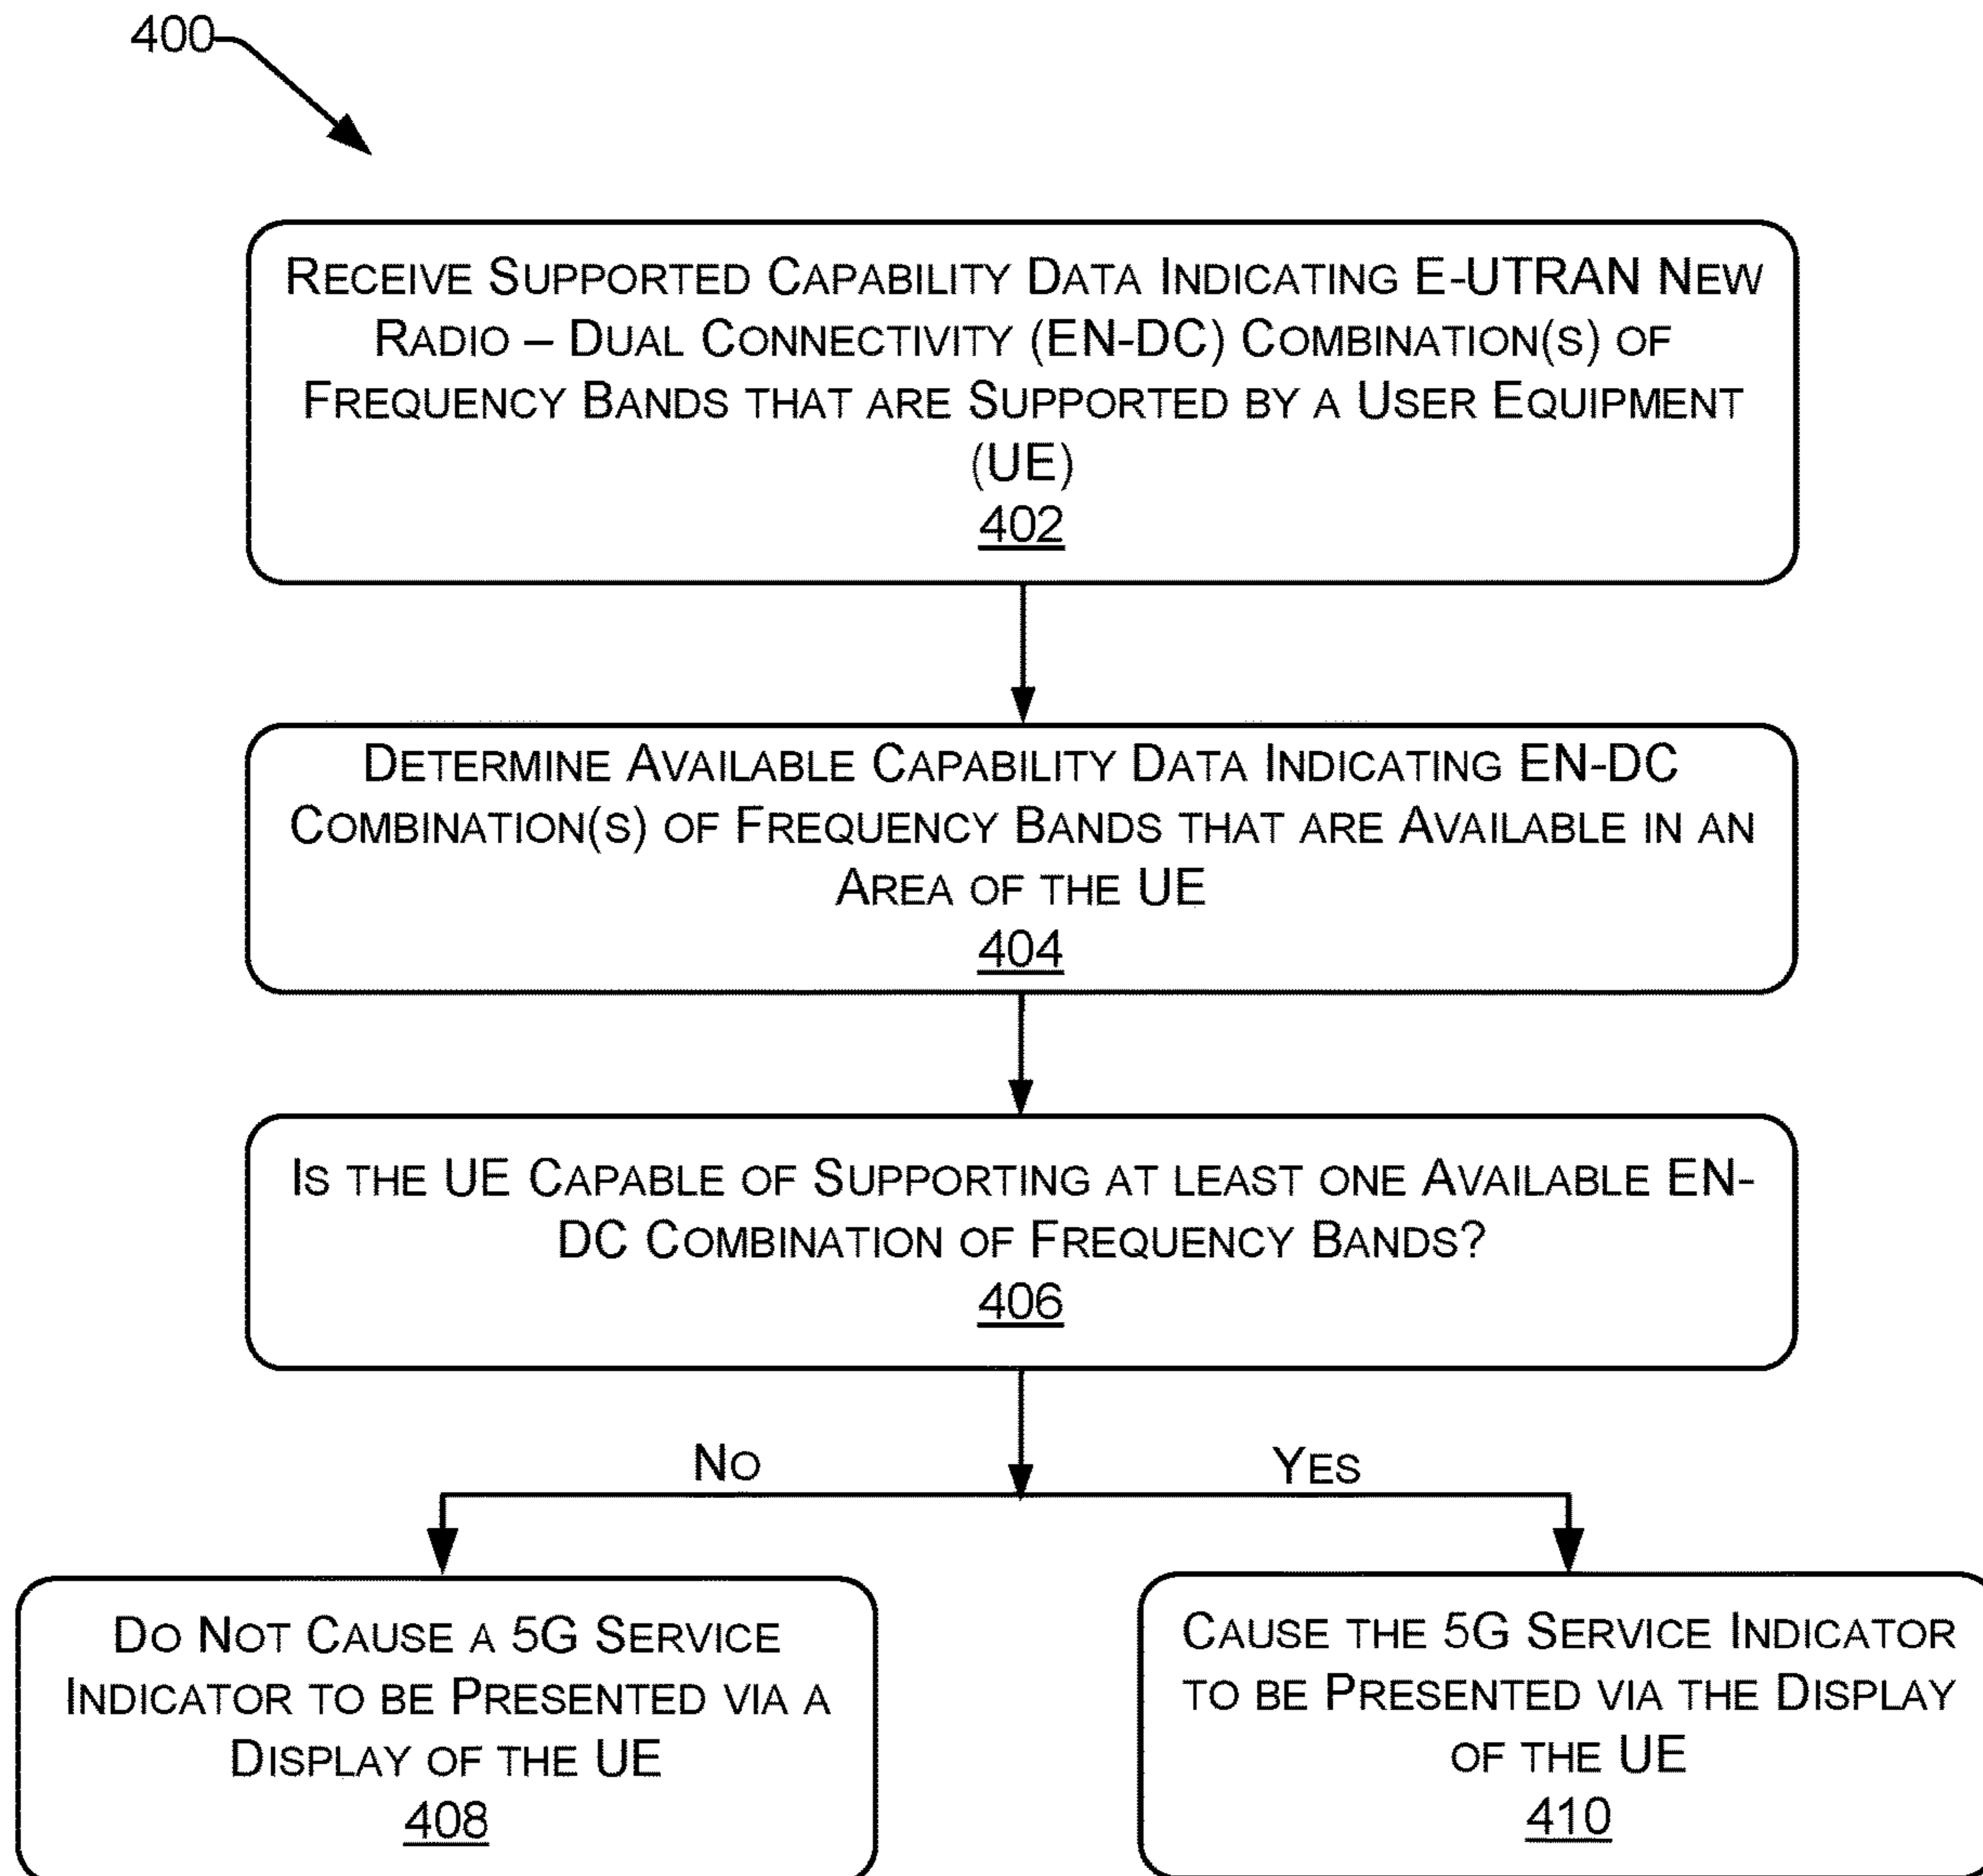 400
RECEIVE SUPPORTED CAPABILITY DATA INDICATING E-UTRAN NEW
RADIO – DUAL CONNECTIVITY (EN-DC) COMBINATION(S) OF
FREQUENCY BANDS THAT ARE SUPPORTED BY A USER EQUIPMENT
(UE)
402
DETERMINE AVAILABLE CAPABILITY DATA INDICATING EN-DC
COMBINATION(S) OF FREQUENCY BANDS THAT ARE AVAILABLE IN AN
AREA OF THE UE
404
IS THE UE CAPABLE OF SUPPORTING AT LEAST ONE AVAILABLE EN-
DC COMBINATION OF FREQUENCY BANDS?
406
NO
YES
DO NOT CAUSE A 5G SERVICE
INDICATOR TO BE PRESENTED VIA A
DISPLAY OF THE UE
408
CAUSE THE 5G SERVICE INDICATOR
TO BE PRESENTED VIA THE DISPLAY
OF THE UE
410